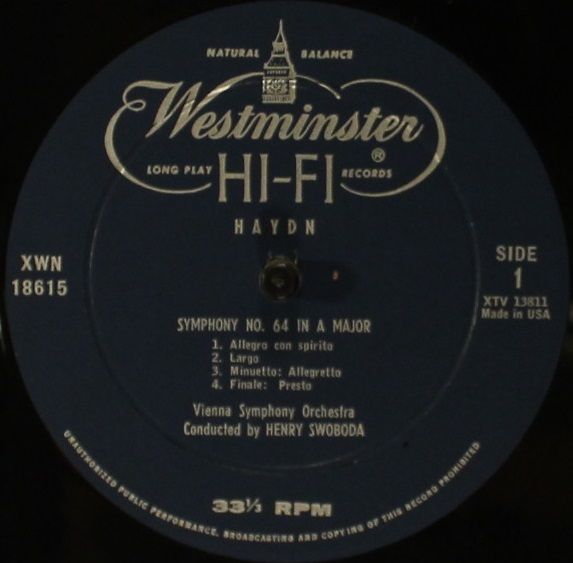 NATURAL BALANCE
Westminster
LONG PLAY HI-FI RECORDS ®
HAYDN
XWN
18615
SIDE
1
XTV 13811
Made in USA
SYMPHONY NO. 64 IN A MAJOR
1. Allegro con spirito
2. Largo
3. Minuetto: Allegretto
4. Finale: Presto
Vienna Symphony Orchestra
Conducted by HENRY SWOBODA
33⅓ RPM
UNAUTHORIZED PUBLIC PERFORMANCE, BROADCASTING AND COPYING OF THIS RECORD PROHIBITED